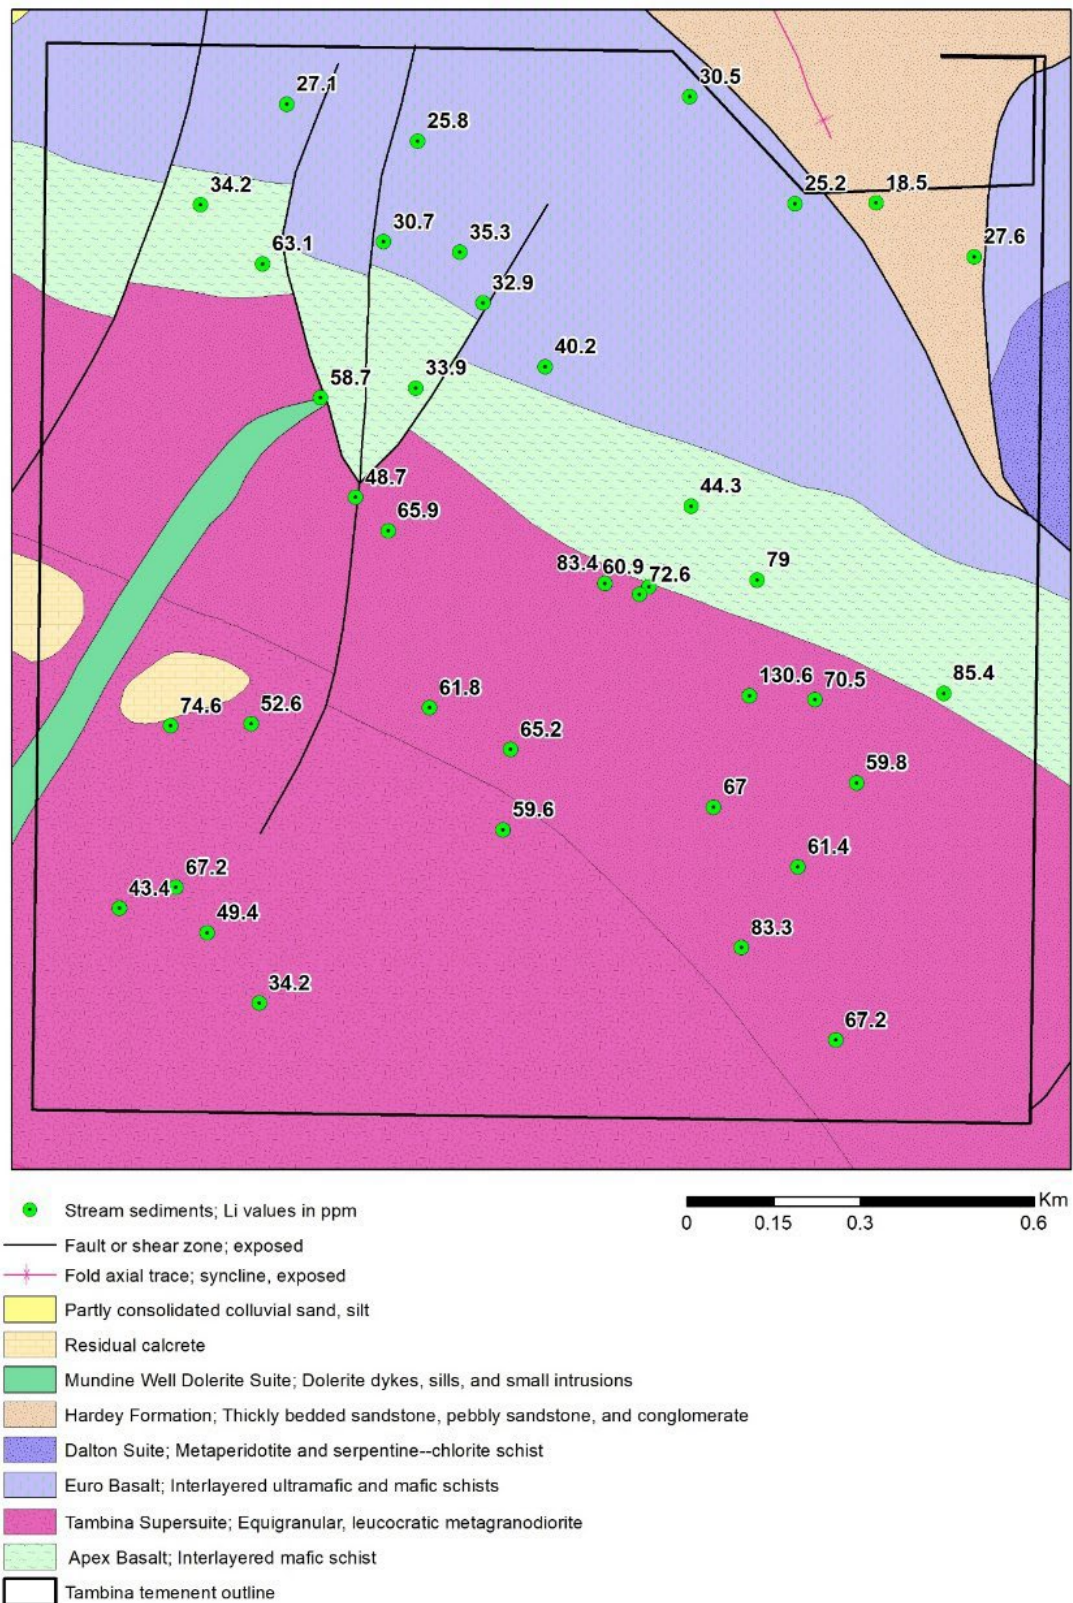 27.1
30.5
25.8
34.2
25.2
18.5
30.7
35.3
63.1
27.6
32.9
40.2
33.9
58.7
48.7
44.3
65.9
83.4
60.9
72.6
79
85.4
130.6
70.5
74.6
52.6
61.8
65.2
59.8
67
59.6
61.4
67.2
43.4
49.4
83.3
34.2
67.2
Stream sediments; Li values in ppm
Km
0 0.15 0.3 0.6
Fault or shear zone; exposed
Fold axial trace; syncline, exposed
Partly consolidated colluvial sand, silt
Residual calcrete
Mundine Well Dolerite Suite; Dolerite dykes, sills, and small intrusions
Hardey Formation; Thickly bedded sandstone, pebbly sandstone, and conglomerate
Dalton Suite; Metaperidotite and serpentine--chlorite schist
Euro Basalt; Interlayered ultramafic and mafic schists
Tambina Supersuite; Equigranular, leucocratic metagranodiorite
Apex Basalt; Interlayered mafic schist
Tambina temenent outline